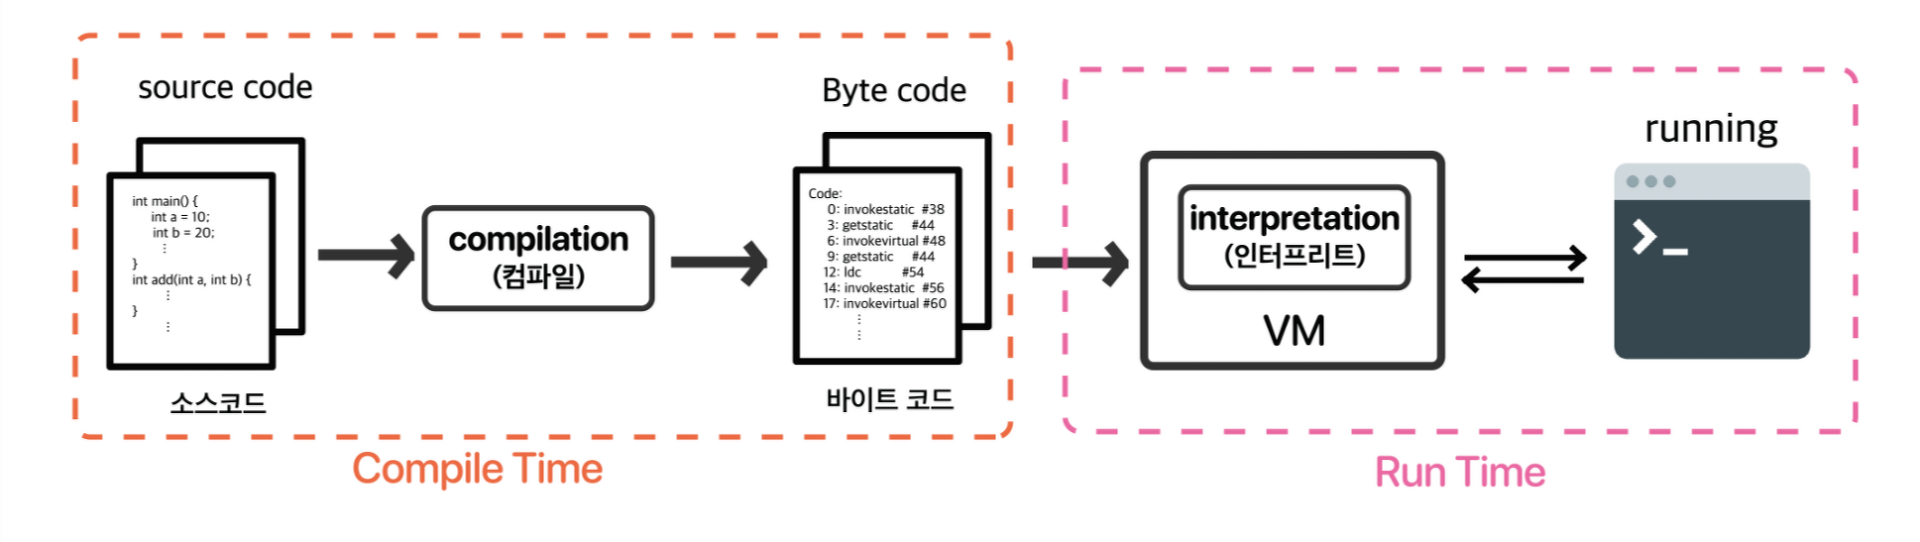 source code
int main() {
int a = 10;
int b = 20;
⋮
}
int add(int a, int b) {
⋮
}
⋮
소스코드
compilation
(컴파일)
Byte code
Code:
0: invokestatic #38
3: getstatic #44
6: invokevirtual #48
9: getstatic #44
12: ldc #54
14: invokestatic #56
17: invokevirtual #60
⋮
⋮
바이트 코드
Compile Time
interpretation
(인터프리트)
VM
running
>_
Run Time